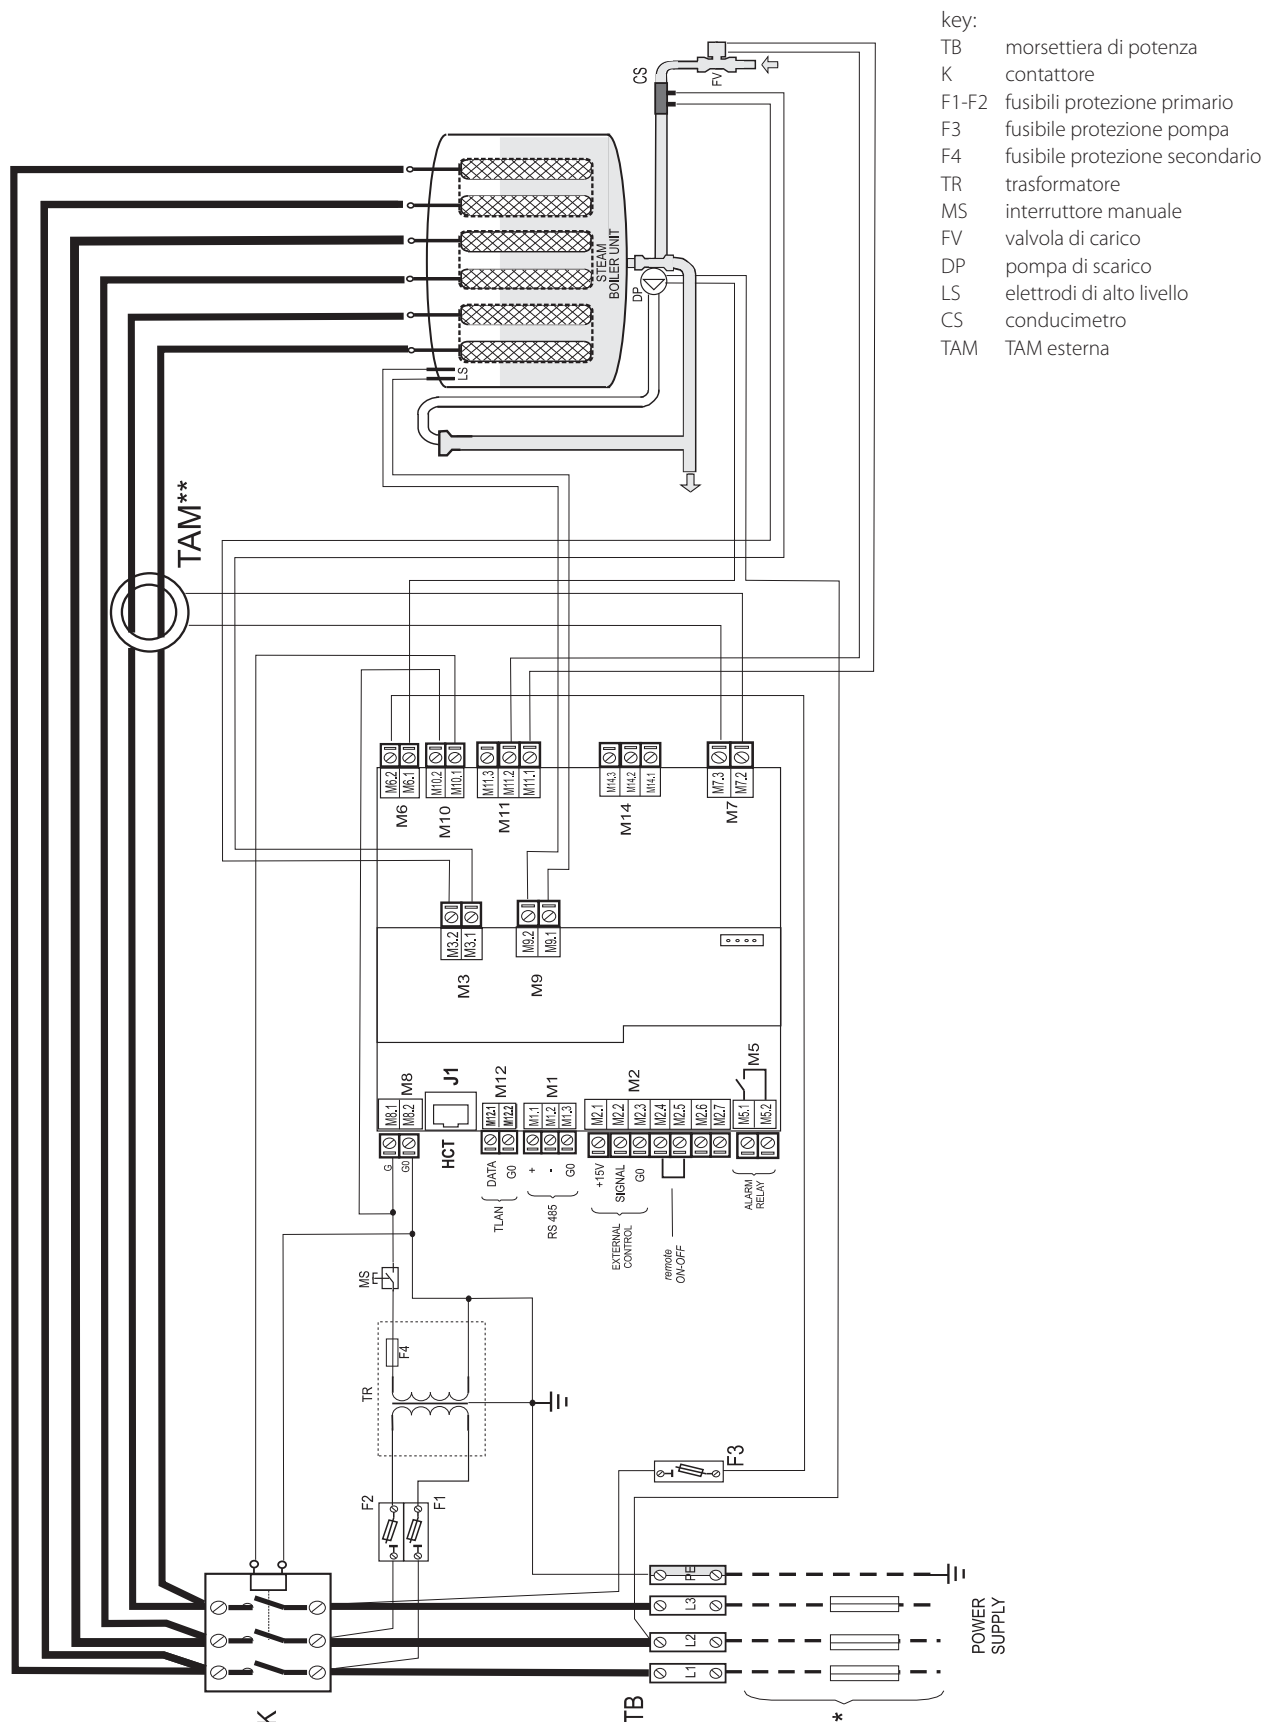 key:
TB morsettiera di potenza
K contattore
F1-F2 fusibili protezione primario
F3 fusibile protezione pompa
F4 fusibile protezione secondario
TR trasformatore
MS interruttore manuale
FV valvola di carico
DP pompa di scarico
LS elettrodi di alto livello
CS conducimetro
TAM TAM esterna
CS
FV
STEAM
BOILER UNIT
DP
LS
TAM**
M6.2
M6.1
M10.2
M10.1
M11.3
M11.2
M11.1
M14.3
M14.2
M14.1
M7.3
M7.2
M6
M10
M11
M14
M7
M3.2
M3.1
M9.2
M9.1
M3
M9
M8
J1
M12
M1
M2
M5
M8.1
M8.2
HCT
M12.1
M12.2
M1.1
M1.2
M1.3
M2.1
M2.2
M2.3
M2.4
M2.5
M2.6
M2.7
M5.1
M5.2
G
G0
DATA
G0
TLAN
+
-
G0
RS 485
+15V
SIGNAL
G0
EXTERNAL
CONTROL
remote
ON-OFF
ALARM
RELAY
MS
F4
TR
F3
F2
F1
PE
L3
L2
L1
POWER
SUPPLY
K
TB
*